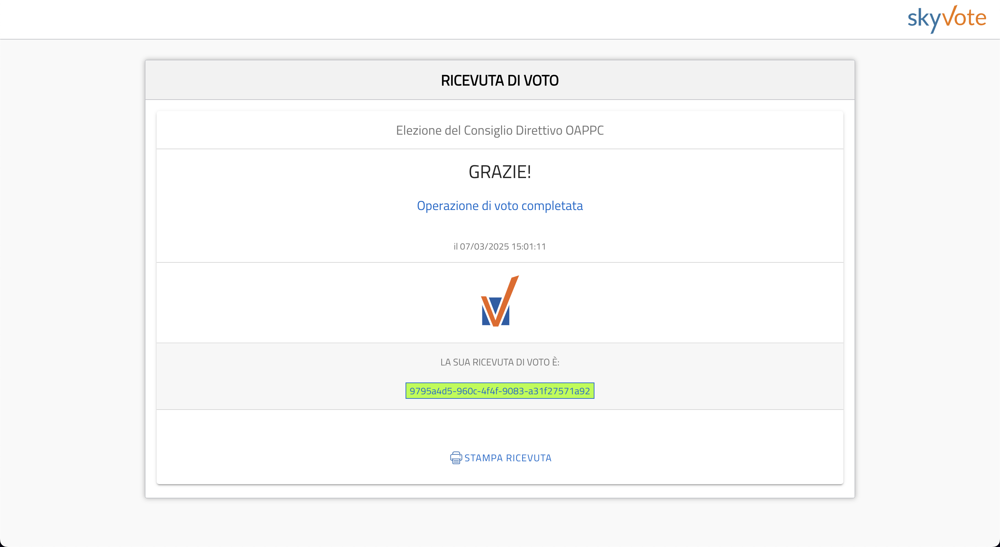 skyvote
RICEVUTA DI VOTO
Elezione del Consiglio Direttivo OAPPC
GRAZIE!
Operazione di voto completata
il 07/03/2025 15:01:11
LA SUA RICEVUTA DI VOTO È:
9795a4d5-960c-4f4f-9083-a31f27571a92
STAMPA RICEVUTA